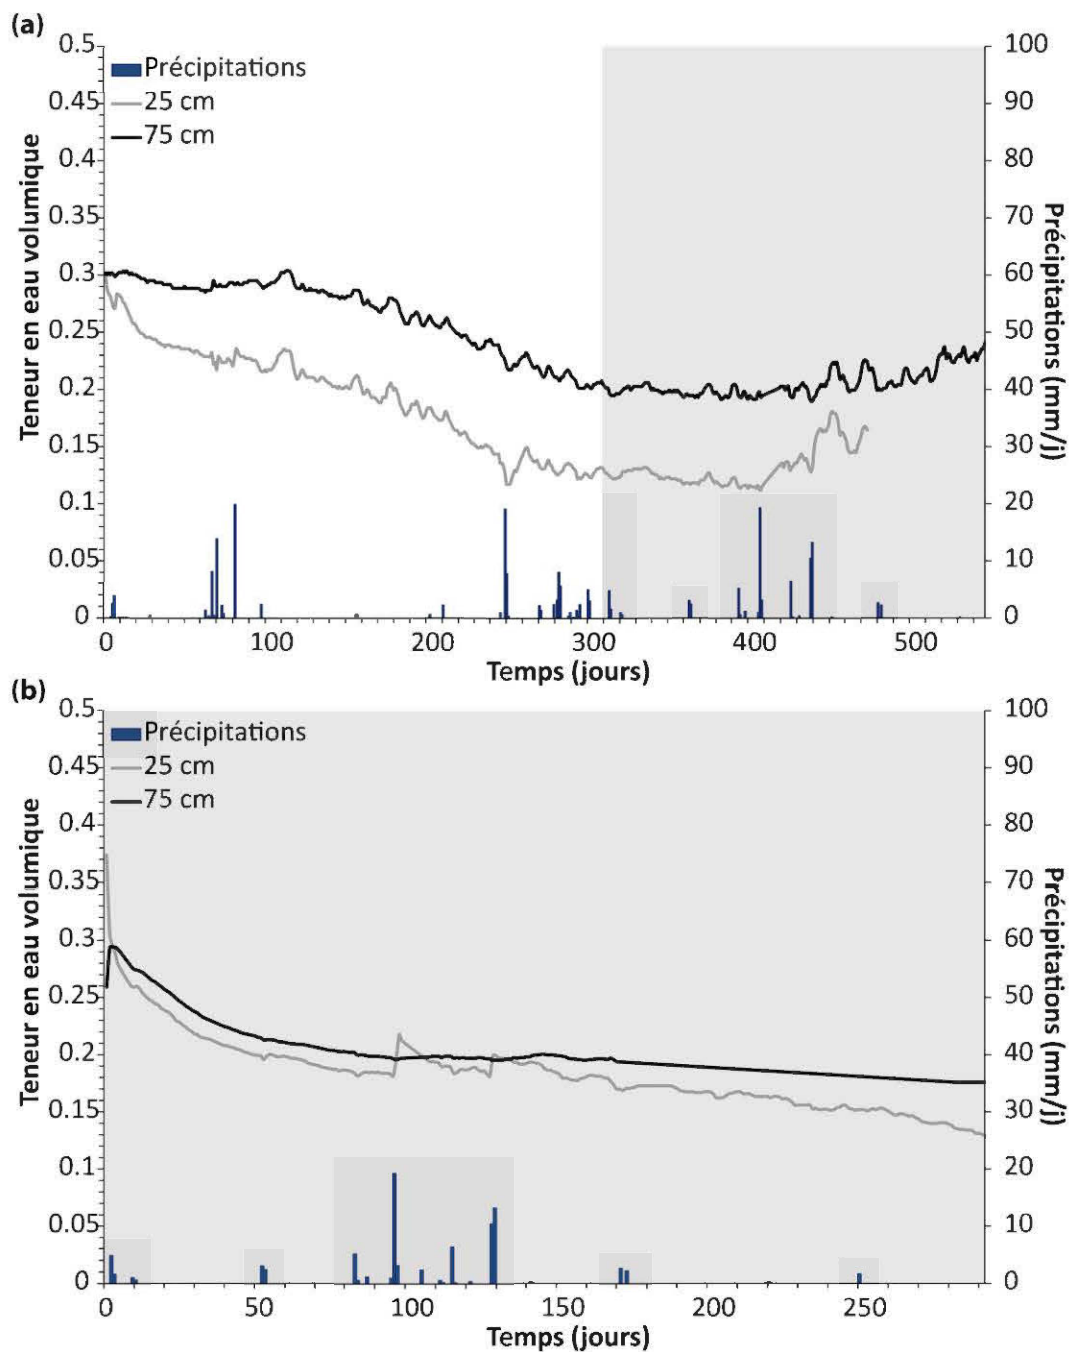 (a)
0.5
0.45
0.4
0.35
0.3
0.25
0.2
0.15
0.1
0.05
0
Teneur en eau volumique
Précipitations
25 cm
75 cm
100
90
80
70
60
50
40
30
20
10
0
Précipitations (mm/j)
0 100 200 300 400 500
Temps (jours)
(b)
0.5
0.45
0.4
0.35
0.3
0.25
0.2
0.15
0.1
0.05
0
Teneur en eau volumique
Précipitations
25 cm
75 cm
100
90
80
70
60
50
40
30
20
10
0
Précipitations (mm/j)
0 50 100 150 200 250
Temps (jours)